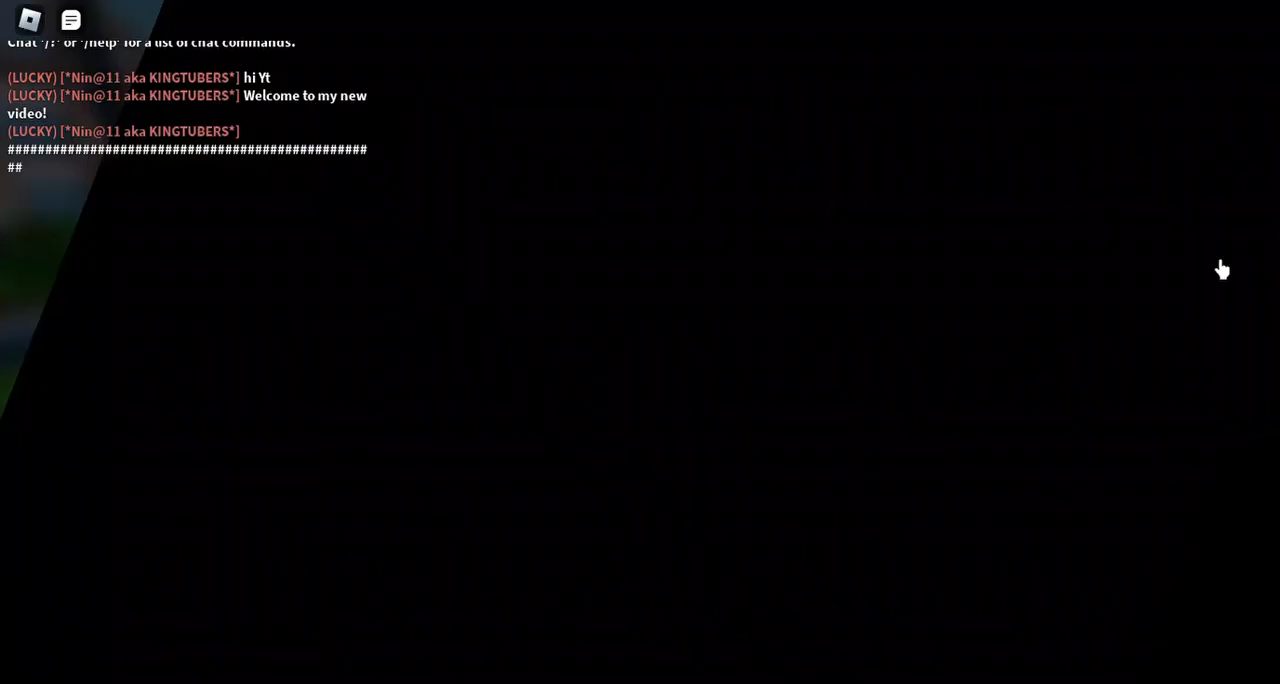 Chat '/?' or '/help' for a list of chat commands.
(LUCKY) [*Nin@11 aka KINGTUBERS*] hi Yt
(LUCKY) [*Nin@11 aka KINGTUBERS*] Welcome to my new
video!
(LUCKY) [*Nin@11 aka KINGTUBERS*]
################################################
##